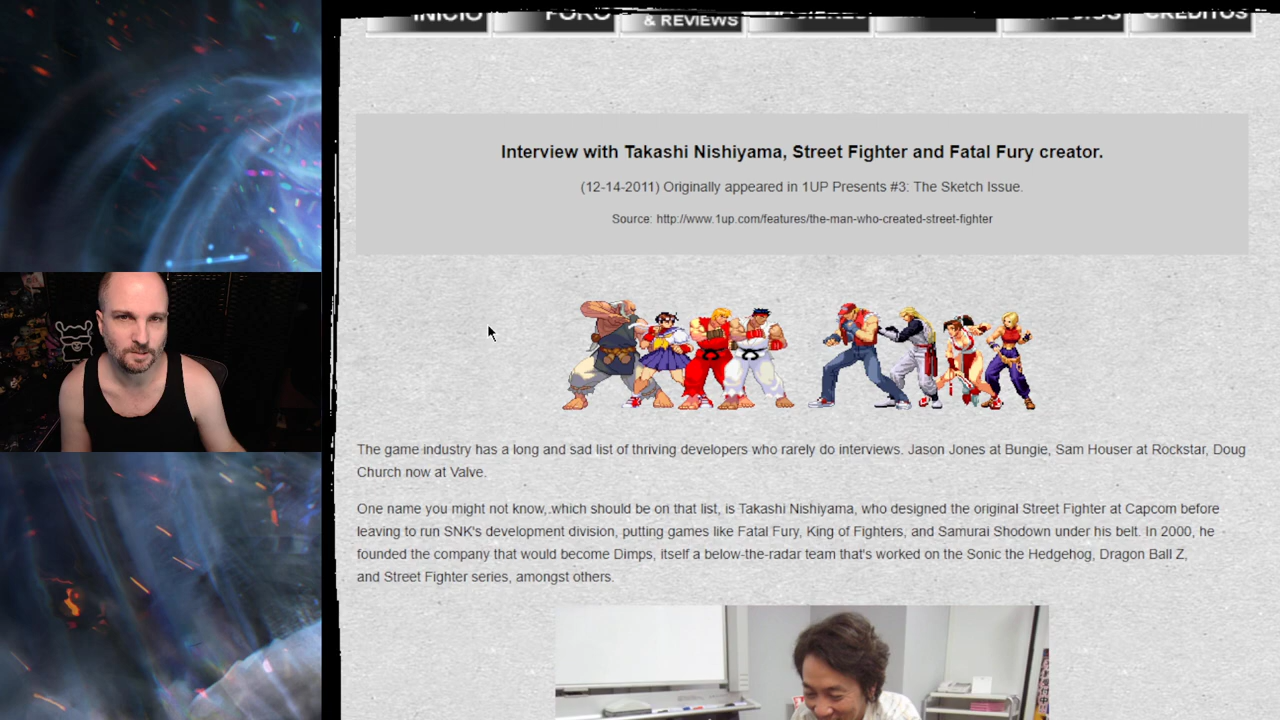 INICIO
FORO
& REVIEWS
CRÉDITOS
Interview with Takashi Nishiyama, Street Fighter and Fatal Fury creator.
(12-14-2011) Originally appeared in 1UP Presents #3: The Sketch Issue.
Source: http://www.1up.com/features/the-man-who-created-street-fighter
The game industry has a long and sad list of thriving developers who rarely do interviews. Jason Jones at Bungie, Sam Houser at Rockstar, Doug
Church now at Valve.
One name you might not know, which should be on that list, is Takashi Nishiyama, who designed the original Street Fighter at Capcom before
leaving to run SNK's development division, putting games like Fatal Fury, King of Fighters, and Samurai Shodown under his belt. In 2000, he
founded the company that would become Dimps, itself a below-the-radar team that's worked on the Sonic the Hedgehog, Dragon Ball Z,
and Street Fighter series, amongst others.